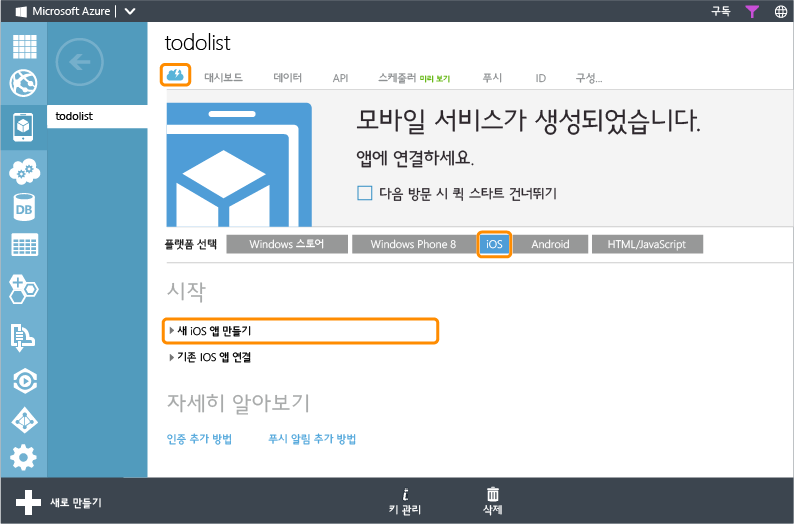 Microsoft Azure
구독
todolist
todolist
대시보드 데이터 API 스케줄러 미리 보기 푸시 ID 구성...
모바일 서비스가 생성되었습니다.
앱에 연결하세요.
다음 방문 시 퀵 스타트 건너뛰기
플랫폼 선택 Windows 스토어 Windows Phone 8 iOS Android HTML/JavaScript
시작
새 iOS 앱 만들기
기존 IOS 앱 연결
자세히 알아보기
인증 추가 방법 푸시 알림 추가 방법
DB
새로 만들기 키 관리 삭제